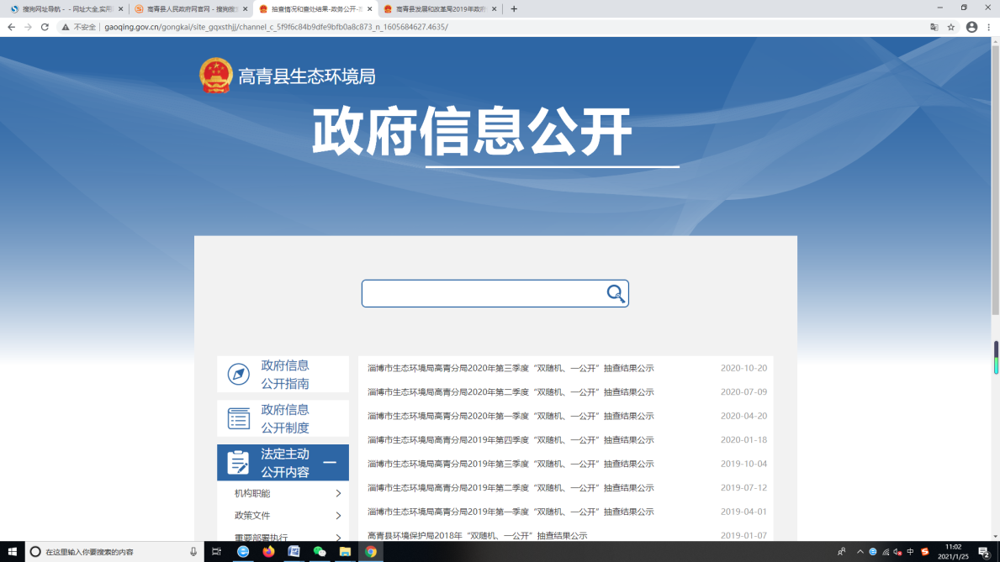 搜狗网址导航 - - 网址大全,实用
高青县人民政府网官网 - 搜狗搜
抽查情况和查处结果-政务公开-
高青县发展和改革局2019年政府
不安全
gaoqing.gov.cn/gongkai/site_gqxsthjj/channel_c_5f9f6c84b9dfe9bfb0a8c873_n_1605684627.4635/
高青县生态环境局
政府信息公开
政府信息
公开指南
政府信息
公开制度
法定主动
公开内容
机构职能
政策文件
重要部署执行
淄博市生态环境局高青分局2020年第三季度“双随机、一公开”抽查结果公示 2020-10-20
淄博市生态环境局高青分局2020年第二季度“双随机、一公开”抽查结果公示 2020-07-09
淄博市生态环境局高青分局2020年第一季度“双随机、一公开”抽查结果公示 2020-04-20
淄博市生态环境局高青分局2019年第四季度“双随机、一公开”抽查结果公示 2020-01-18
淄博市生态环境局高青分局2019年第三季度“双随机、一公开”抽查结果公示 2019-10-04
淄博市生态环境局高青分局2019年第二季度“双随机、一公开”抽查结果公示 2019-07-12
淄博市生态环境局高青分局2019年第一季度“双随机、一公开”抽查结果公示 2019-04-01
高青县环境保护局2018年“双随机、一公开”抽查结果公示 2019-01-07
在这里输入你要搜索的内容
中
11:02
2021/1/25
2